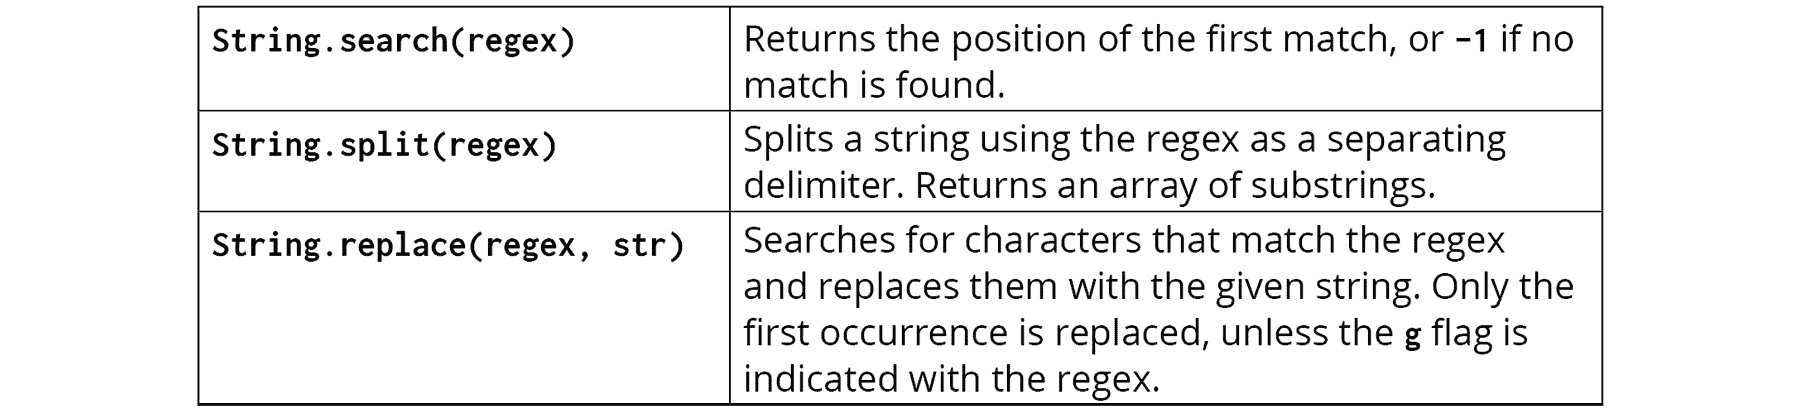 String.search(regex)
Returns the position of the first match, or -1 if no
match is found.
String.split(regex)
Splits a string using the regex as a separating
delimiter. Returns an array of substrings.
String.replace(regex, str)
Searches for characters that match the regex
and replaces them with the given string. Only the
first occurrence is replaced, unless the g flag is
indicated with the regex.